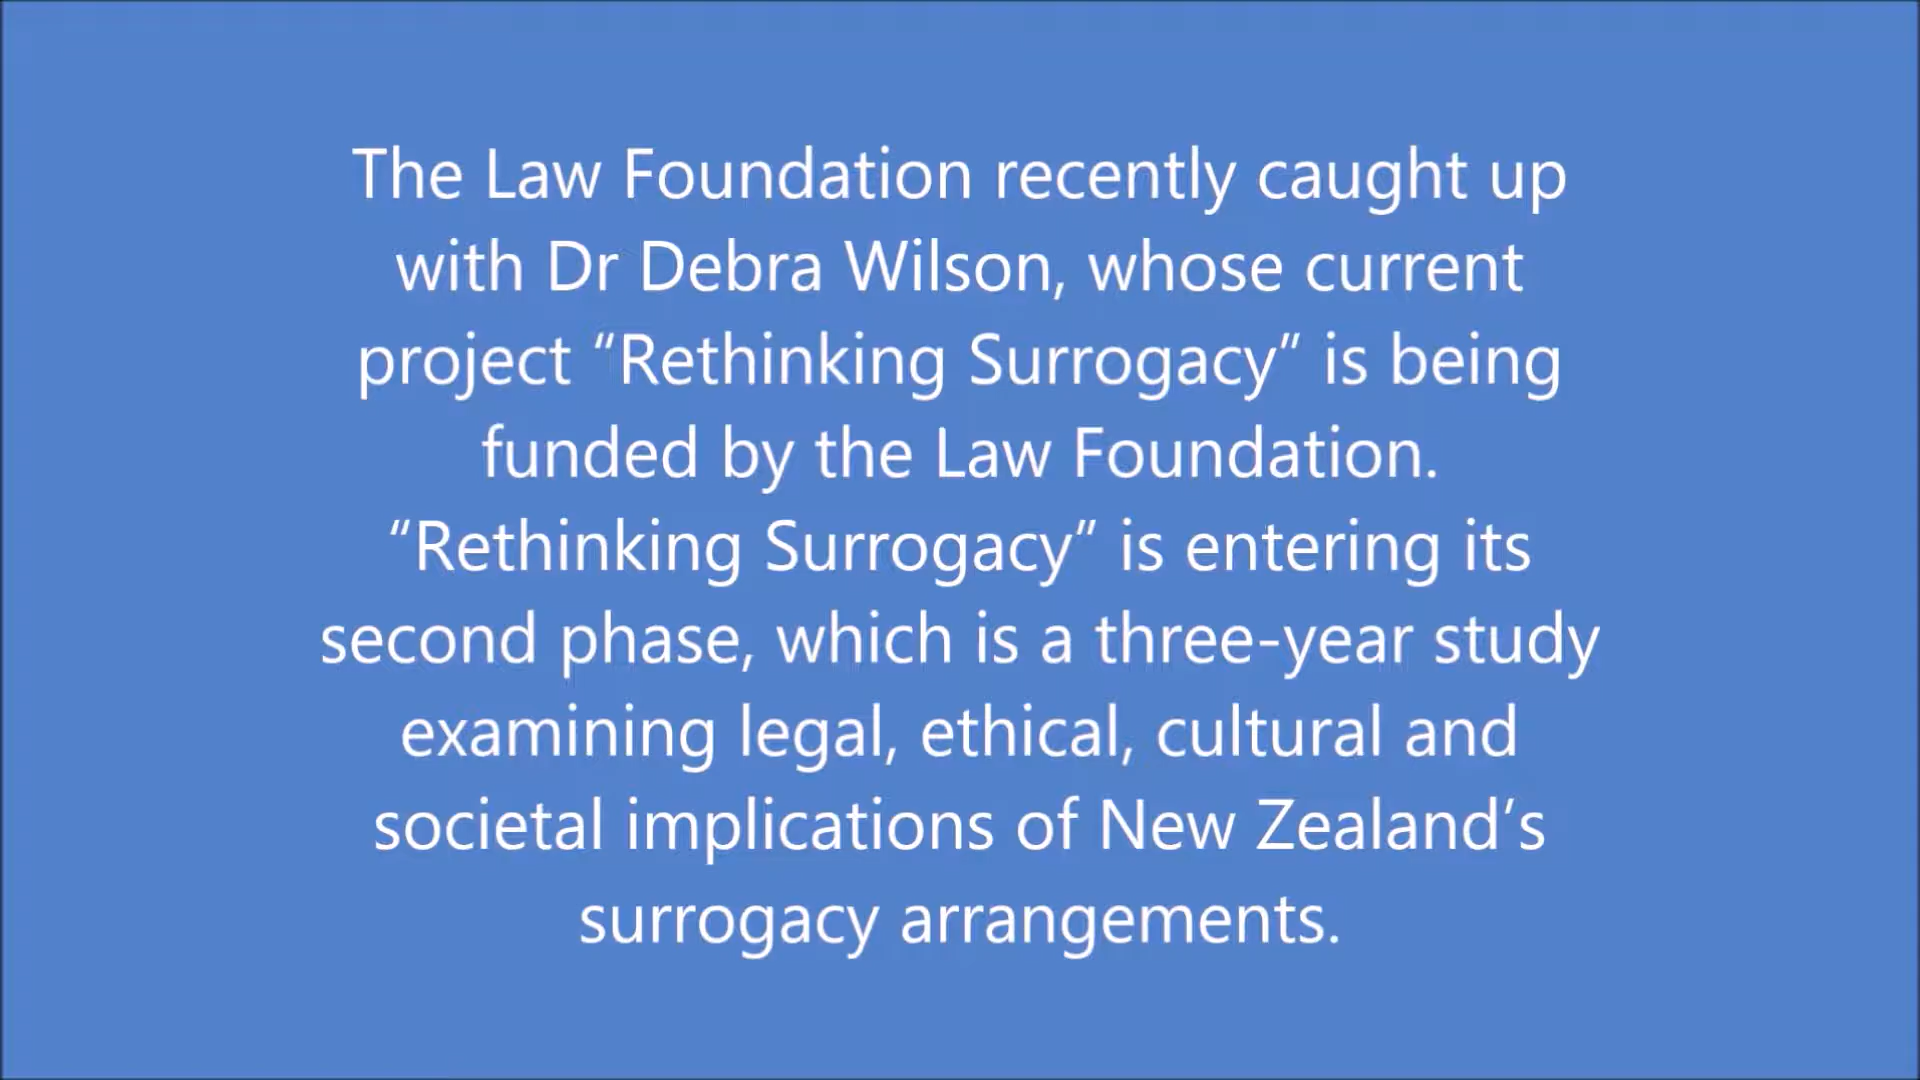 The Law Foundation recently caught up
with Dr Debra Wilson, whose current
project “Rethinking Surrogacy” is being
funded by the Law Foundation.
“Rethinking Surrogacy” is entering its
second phase, which is a three-year study
examining legal, ethical, cultural and
societal implications of New Zealand’s
surrogacy arrangements.